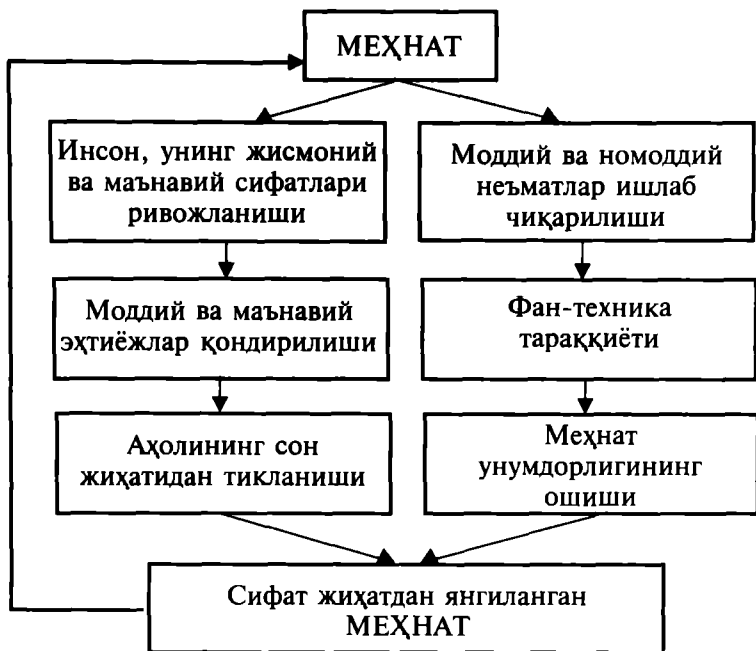 МЕҲНАТ
Инсон, унинг жисмоний
ва маънавий сифатлари
ривожланиши
Моддий ва номоддий
неъматлар ишлаб
чиқарилиши
Моддий ва маънавий
эҳтиёжлар қондирилиши
Фан-техника
тараққиёти
Аҳолининг сон
жиҳатидан тикланиши
Меҳнат
унумдорлигининг
ошиши
Сифат жиҳатдан янгиланган
МЕҲНАТ